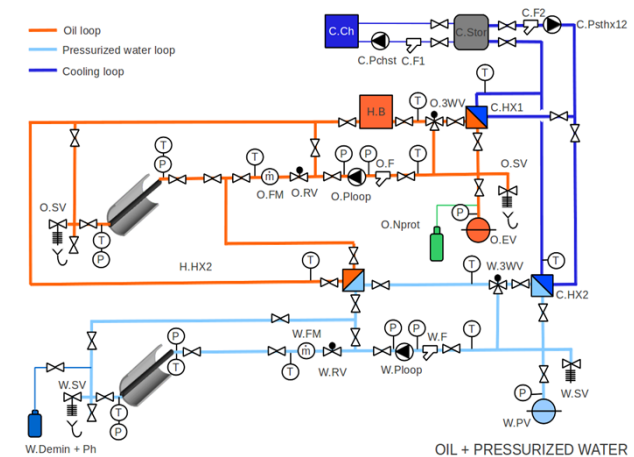 Oil loop
Pressurized water loop
Cooling loop
C.Ch
C.Pchst
C.F1
C.Stor
C.F2
C.Psthx12
T
H.B
T
O.3WV
C.HX1
T
P
T
O.FM
ṁ
O.RV
P
P
O.Ploop
O.F
T
O.SV
O.SV
T
P
O.Nprot
P
O.EV
H.HX2
T
T
W.3WV
T
C.HX2
P
T
W.FM
ṁ
T
W.RV
P
P
W.F
T
W.Ploop
W.SV
W.SV
T
P
P
W.PV
W.Demin + Ph
OIL + PRESSURIZED WATER